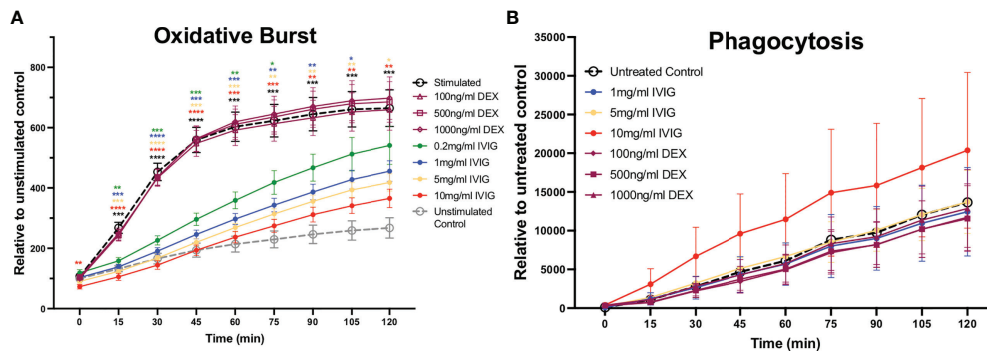 A
Oxidative Burst
Relative to unstimulated control
800
600
400
200
0
0 15 30 45 60 75 90 105 120
Time (min)
**
**
***
****
***
***
***
****
****
****
****
****
***
***
****
****
**
***
***
***
***
*
**
**
***
***
**
**
**
***
*
**
**
***
*
**
***
Stimulated
100ng/ml DEX
500ng/ml DEX
1000ng/ml DEX
0.2mg/ml IVIG
1mg/ml IVIG
5mg/ml IVIG
10mg/ml IVIG
Unstimulated
Control
B
Phagocytosis
Relative to untreated control
35000
30000
25000
20000
15000
10000
5000
0
0 15 30 45 60 75 90 105 120
Time (min)
Untreated Control
1mg/ml IVIG
5mg/ml IVIG
10mg/ml IVIG
100ng/ml DEX
500ng/ml DEX
1000ng/ml DEX